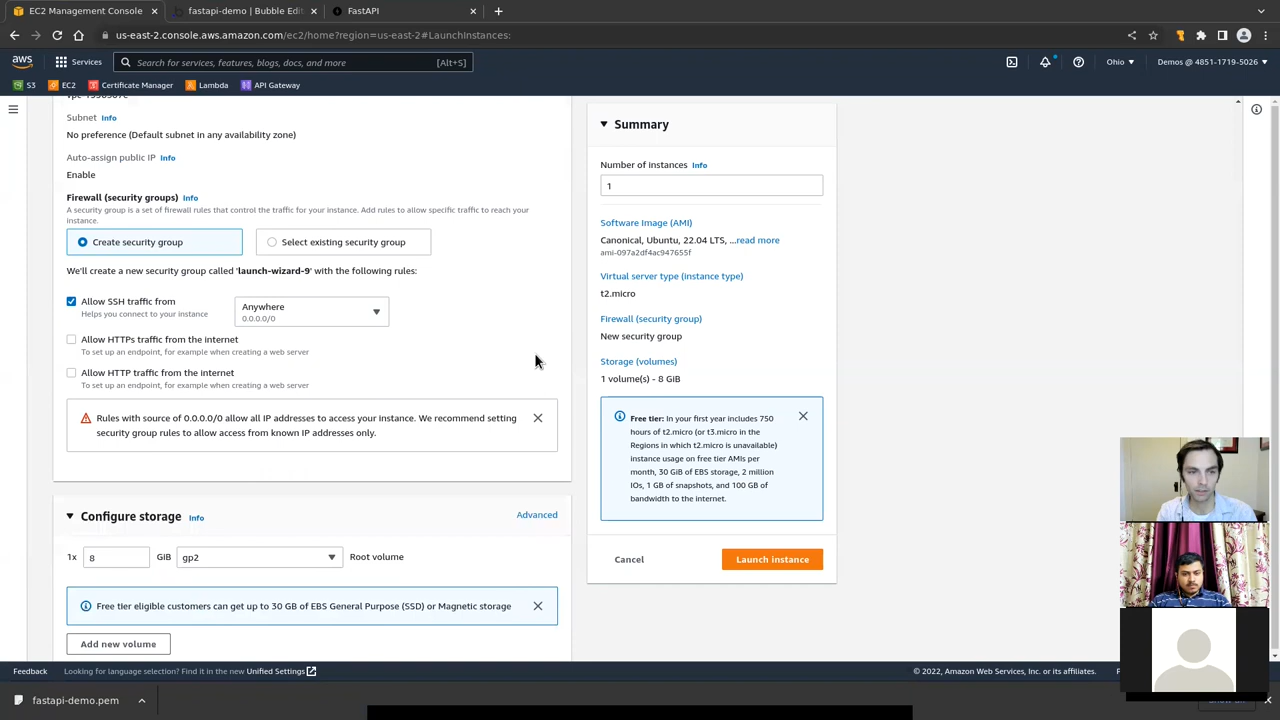 EC2 Management Console
fastapi-demo | Bubble Edit
FastAPI
us-east-2.console.aws.amazon.com/ec2/home?region=us-east-2#LaunchInstances:
aws
Services
Search for services, features, blogs, docs, and more
[Alt+S]
Ohio
Demos @ 4851-1719-5026
S3
EC2
Certificate Manager
Lambda
API Gateway
Subnet Info
No preference (Default subnet in any availability zone)
Auto-assign public IP Info
Enable
Firewall (security groups) Info
A security group is a set of firewall rules that control the traffic for your instance. Add rules to allow specific traffic to reach your
instance.
Create security group
Select existing security group
We'll create a new security group called 'launch-wizard-9' with the following rules:
Allow SSH traffic from
Helps you connect to your instance
Anywhere
0.0.0.0/0
Allow HTTPs traffic from the internet
To set up an endpoint, for example when creating a web server
Allow HTTP traffic from the internet
To set up an endpoint, for example when creating a web server
Rules with source of 0.0.0.0/0 allow all IP addresses to access your instance. We recommend setting
security group rules to allow access from known IP addresses only.
Configure storage Info
Advanced
1x
8
GiB
gp2
Root volume
Free tier eligible customers can get up to 30 GB of EBS General Purpose (SSD) or Magnetic storage
Add new volume
Summary
Number of instances Info
1
Software Image (AMI)
Canonical, Ubuntu, 22.04 LTS, ...read more
ami-097a2df4ac947655f
Virtual server type (instance type)
t2.micro
Firewall (security group)
New security group
Storage (volumes)
1 volume(s) - 8 GiB
Free tier: In your first year includes 750
hours of t2.micro (or t3.micro in the
Regions in which t2.micro is unavailable)
instance usage on free tier AMIs per
month, 30 GiB of EBS storage, 2 million
IOs, 1 GB of snapshots, and 100 GB of
bandwidth to the internet.
Cancel
Launch instance
Feedback
Looking for language selection? Find it in the new Unified Settings
© 2022, Amazon Web Services, Inc. or its affiliates.
fastapi-demo.pem